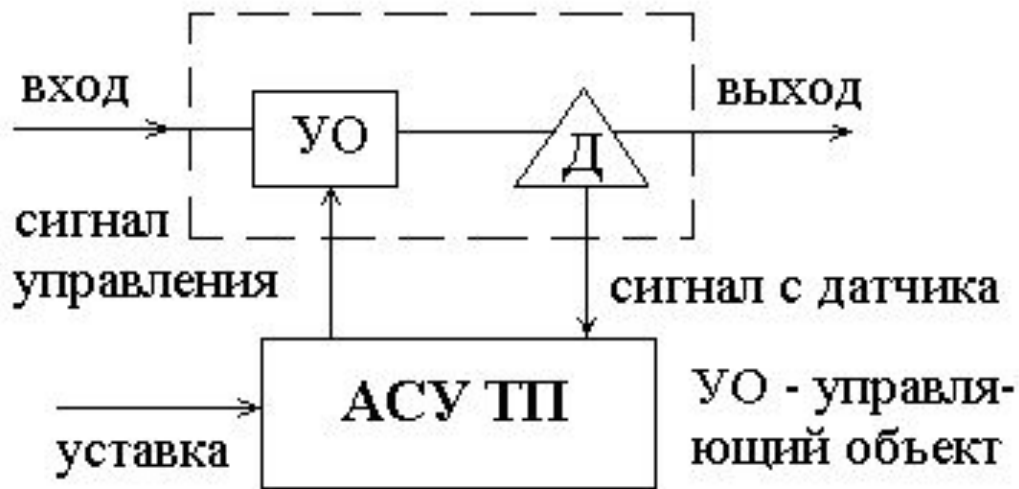 вход
выход
УО
Д
сигнал
управления
сигнал с датчика
АСУ ТП
уставка
УО - управля-
ющий объект